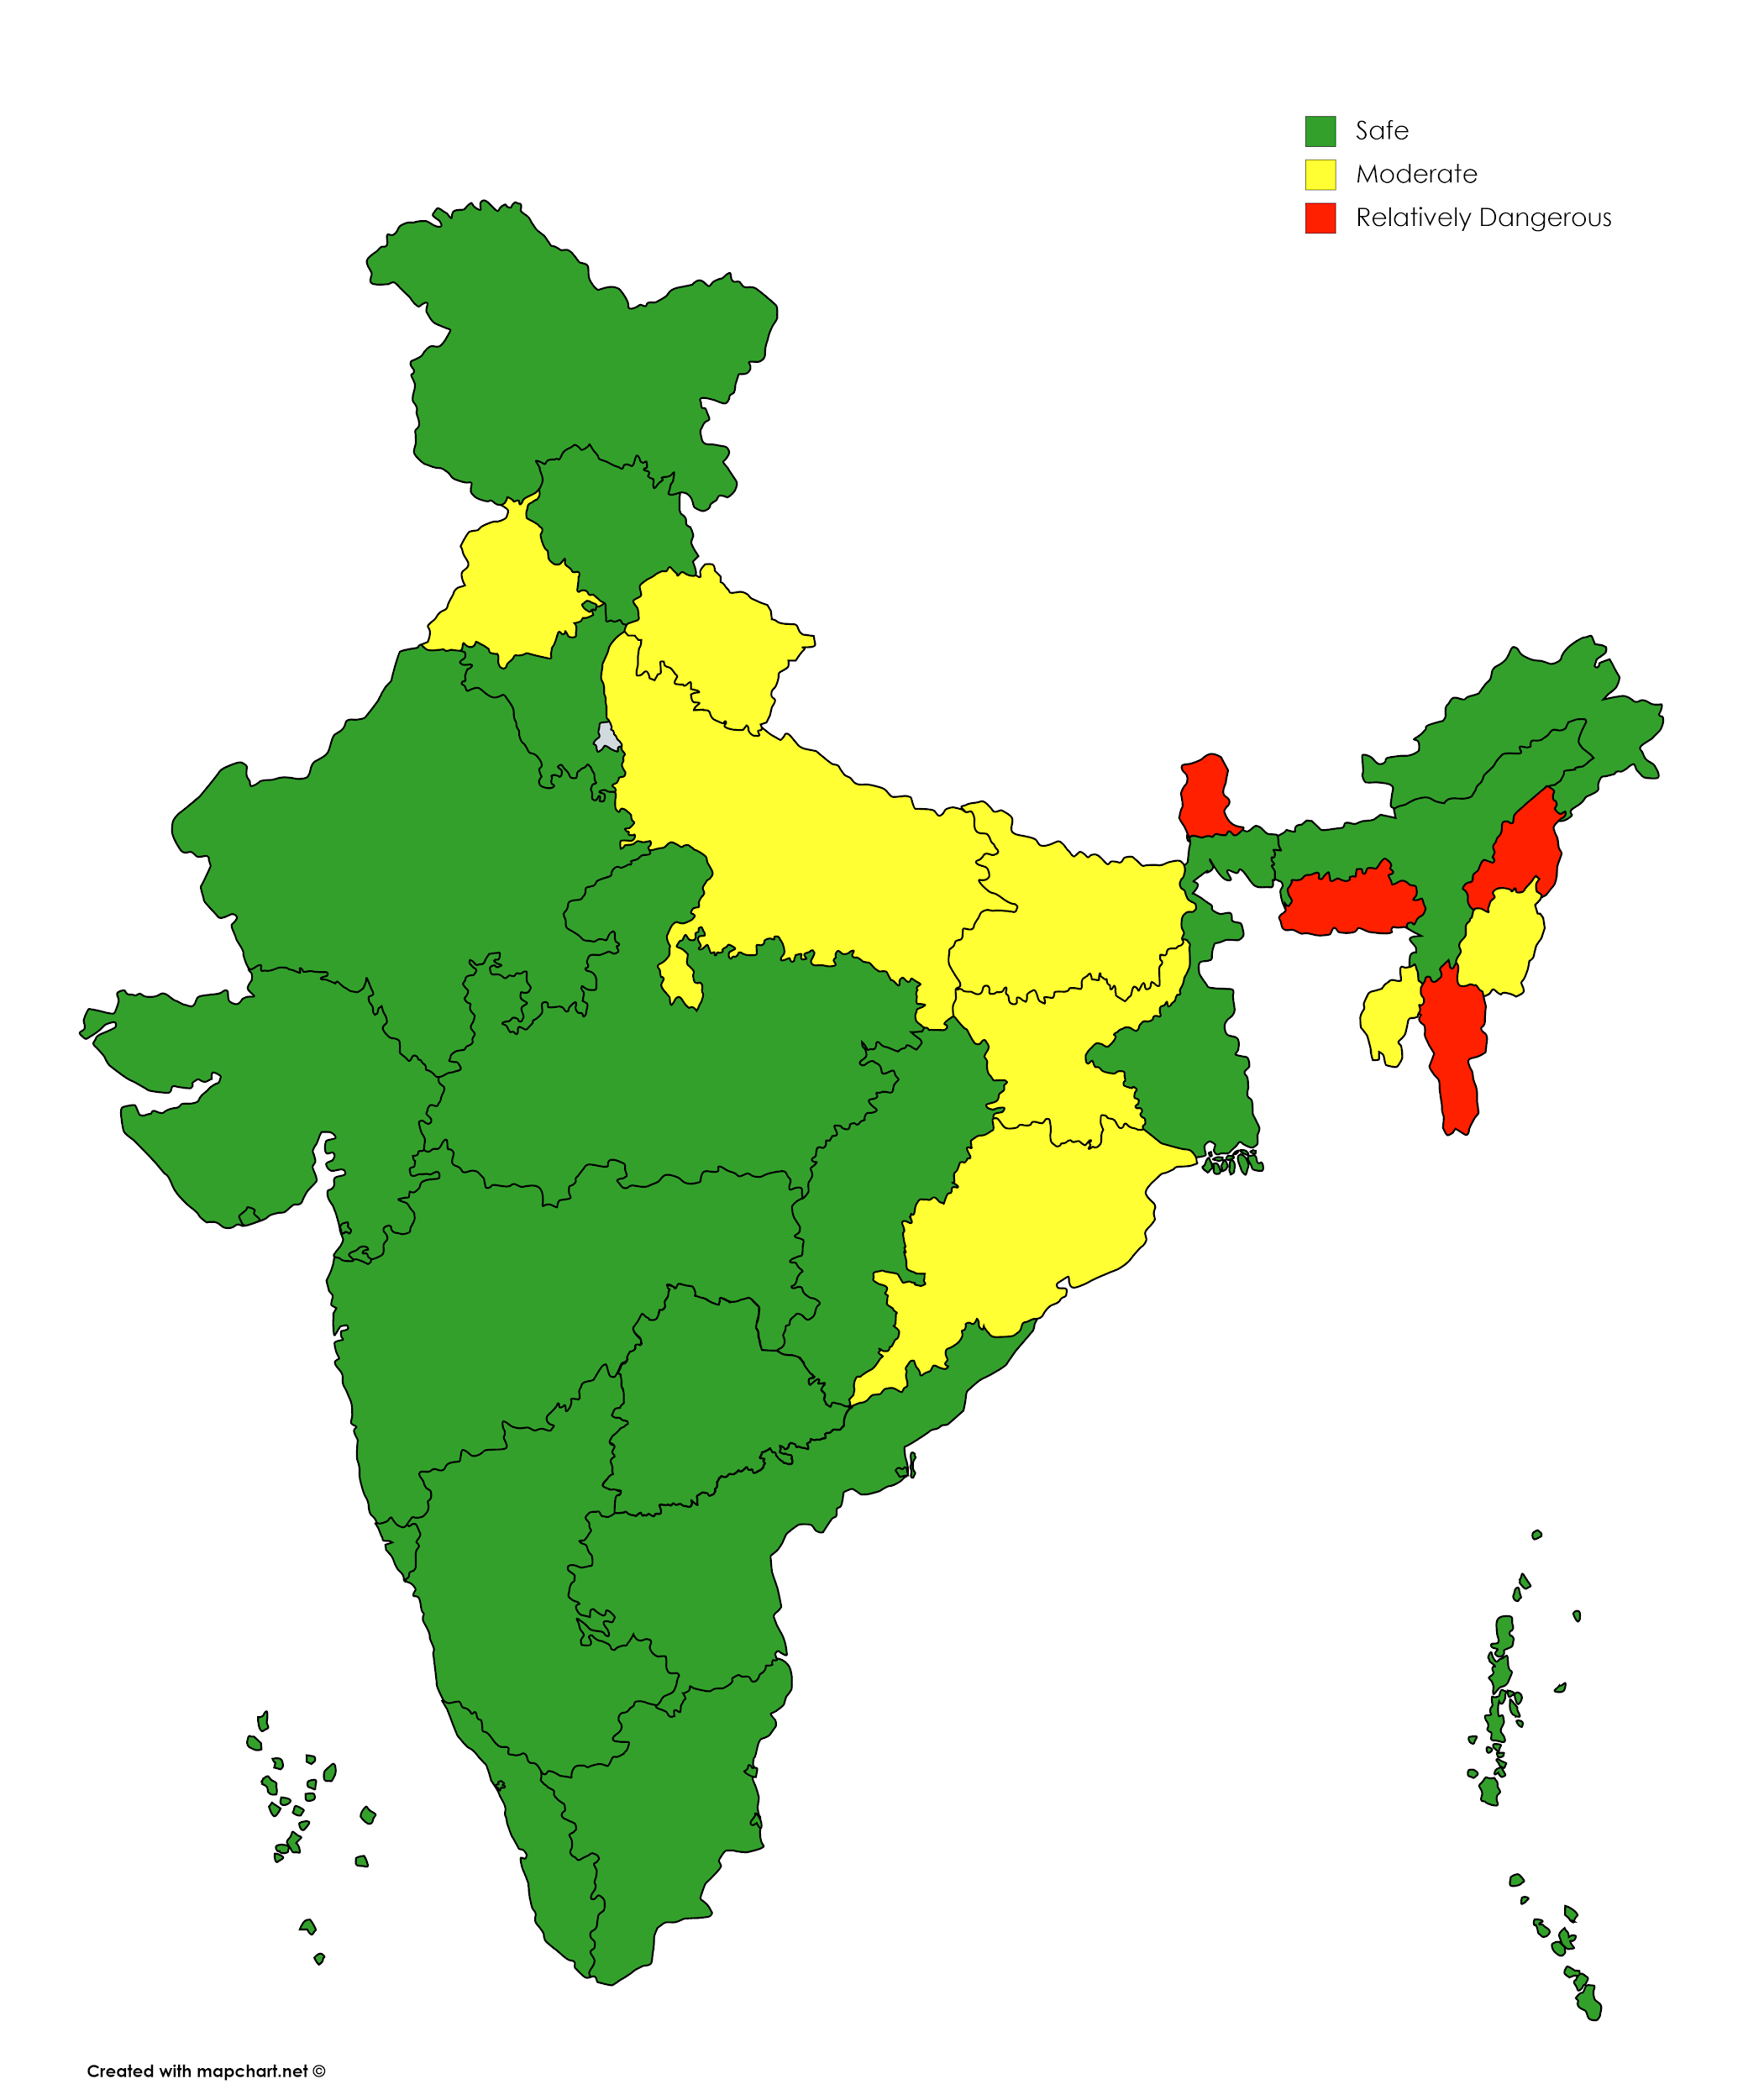 Safe
Moderate
Relatively Dangerous
Created with mapchart.net ©